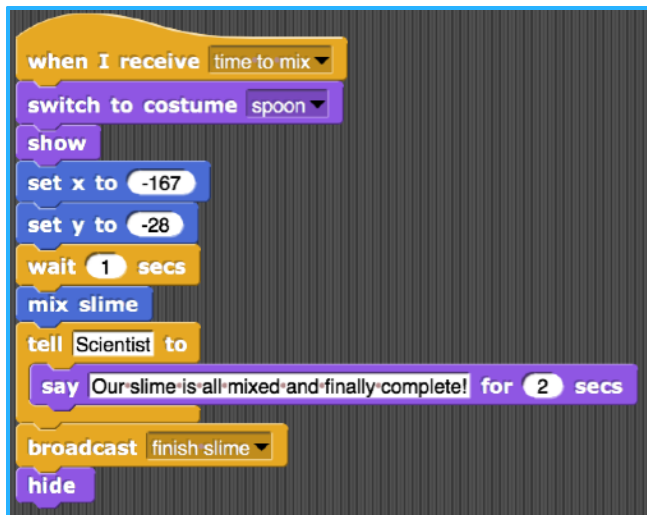 when I receive time to mix
switch to costume spoon
show
set x to -167
set y to -28
wait 1 secs
mix slime
tell Scientist to
say Our slime is all mixed and finally complete! for 2 secs
broadcast finish slime
hide